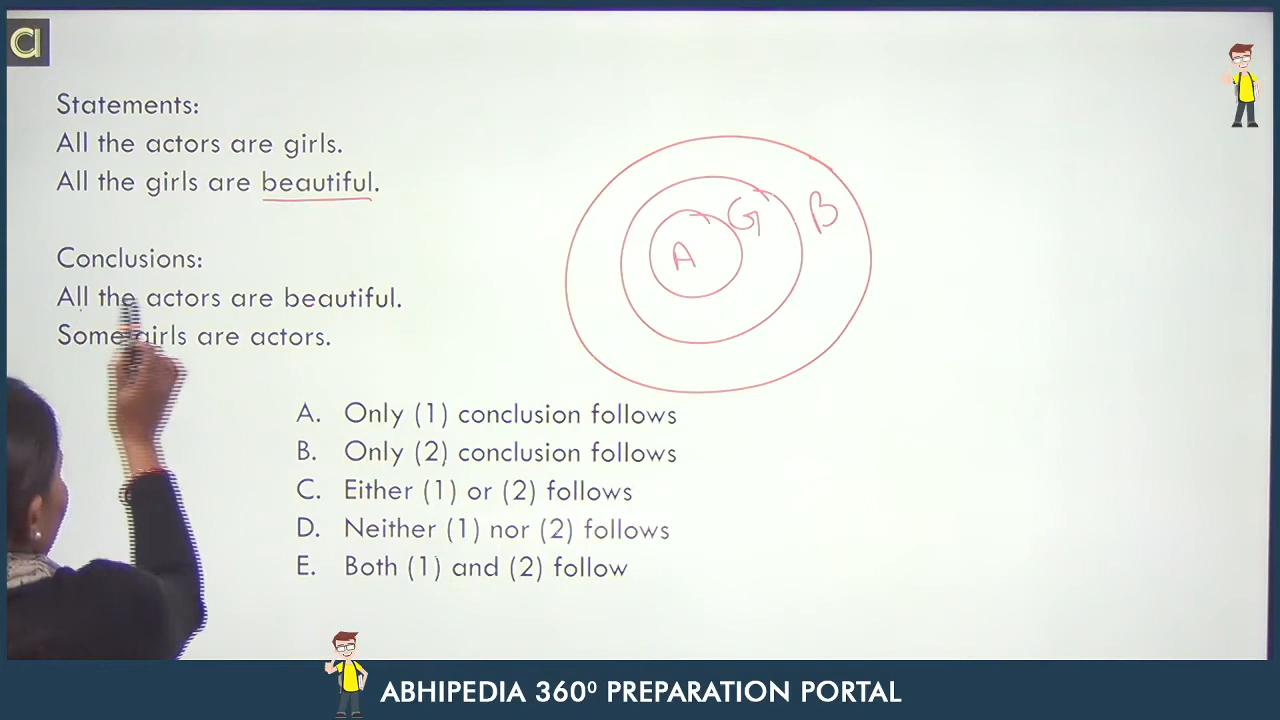 a
Statements:
All the actors are girls.
All the girls are beautiful.
Conclusions:
All the actors are beautiful.
Some girls are actors.
A
G
B
A. Only (1) conclusion follows
B. Only (2) conclusion follows
C. Either (1) or (2) follows
D. Neither (1) nor (2) follows
E. Both (1) and (2) follow
ABHIPEDIA 360⁰ PREPARATION PORTAL